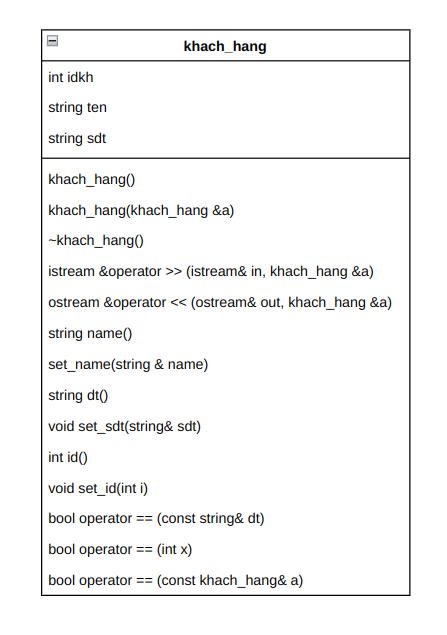 khach_hang
int idkh
string ten
string sdt
khach_hang()
khach_hang(khach_hang &a)
~khach_hang()
istream &operator >> (istream& in, khach_hang &a)
ostream &operator << (ostream& out, khach_hang &a)
string name()
set_name(string & name)
string dt()
void set_sdt(string& sdt)
int id()
void set_id(int i)
bool operator == (const string& dt)
bool operator == (int x)
bool operator == (const khach_hang& a)